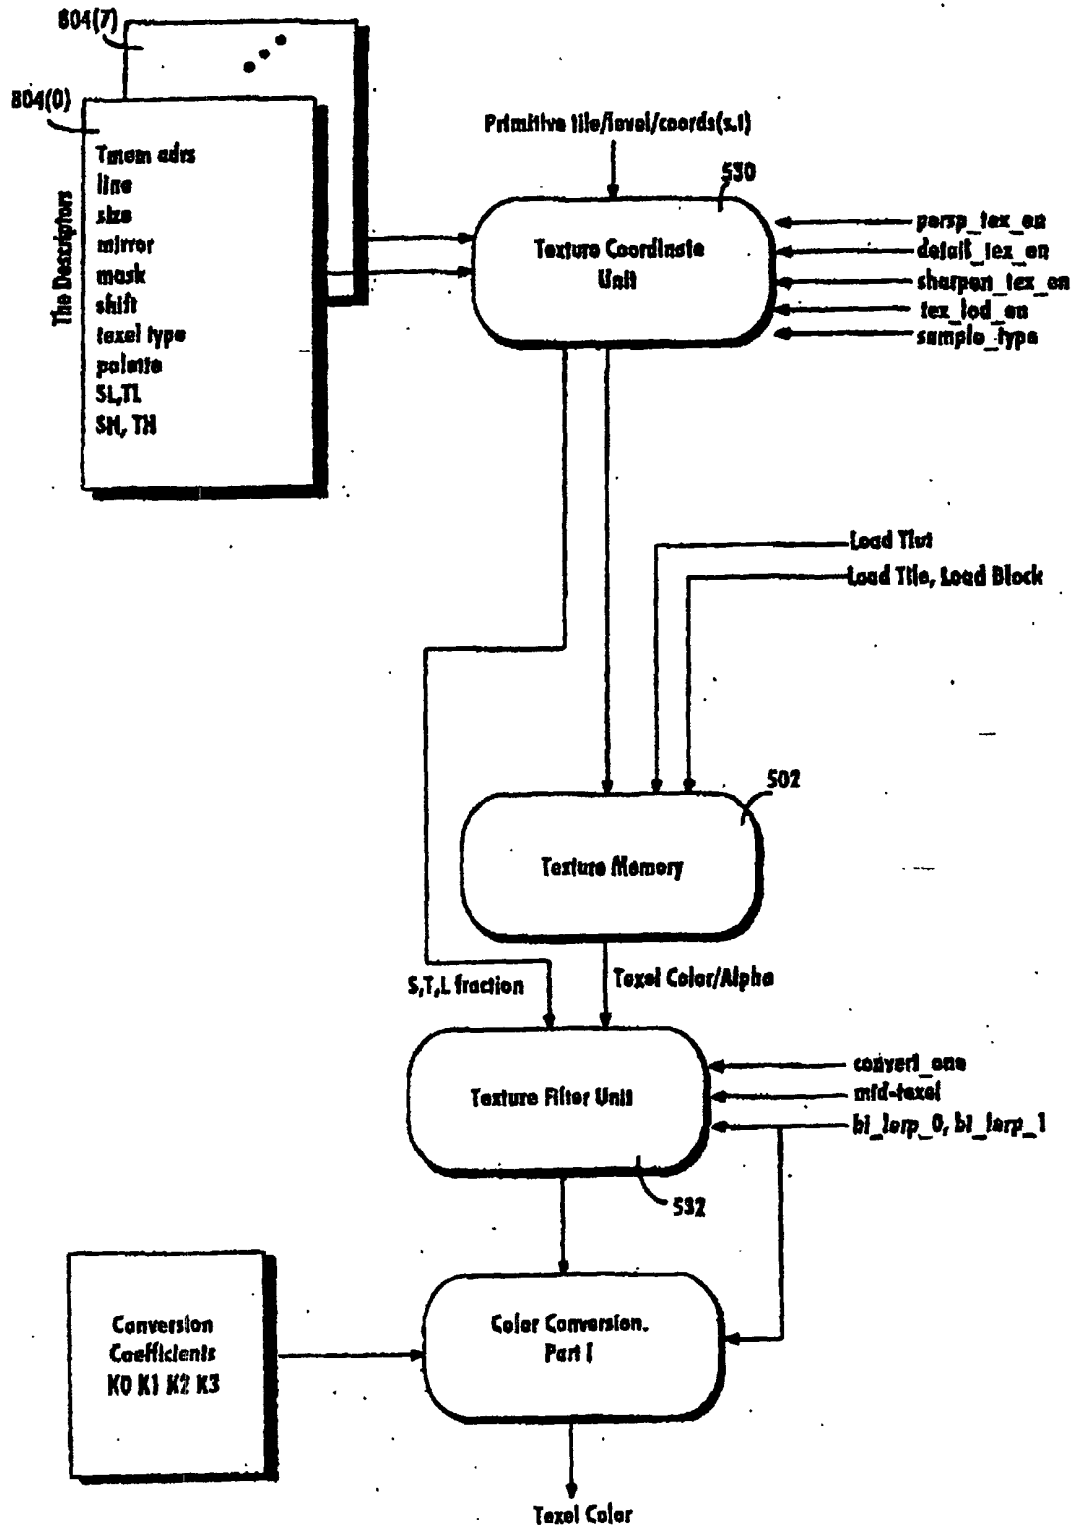 804(7)
804(0)
Tmem adrs
line
size
mirror
mask
shift
texel type
palette
SL,TL
SH, TH
The Descriptors
Primitive tile/level/coords(s.t)
530
Texture Coordinate
Unit
persp_tex_en
detail_tex_en
sharpen_tex_en
tex_lod_en
sample_type
Load Tlut
Load Tile, Load Block
502
Texture Memory
S,T,L fraction
Texel Color/Alpha
Texture Filter Unit
convert_one
mid-texel
bi_lerp_0, bi_lerp_1
532
Conversion
Coefficients
K0 K1 K2 K3
Color Conversion.
Part I
Texel Color